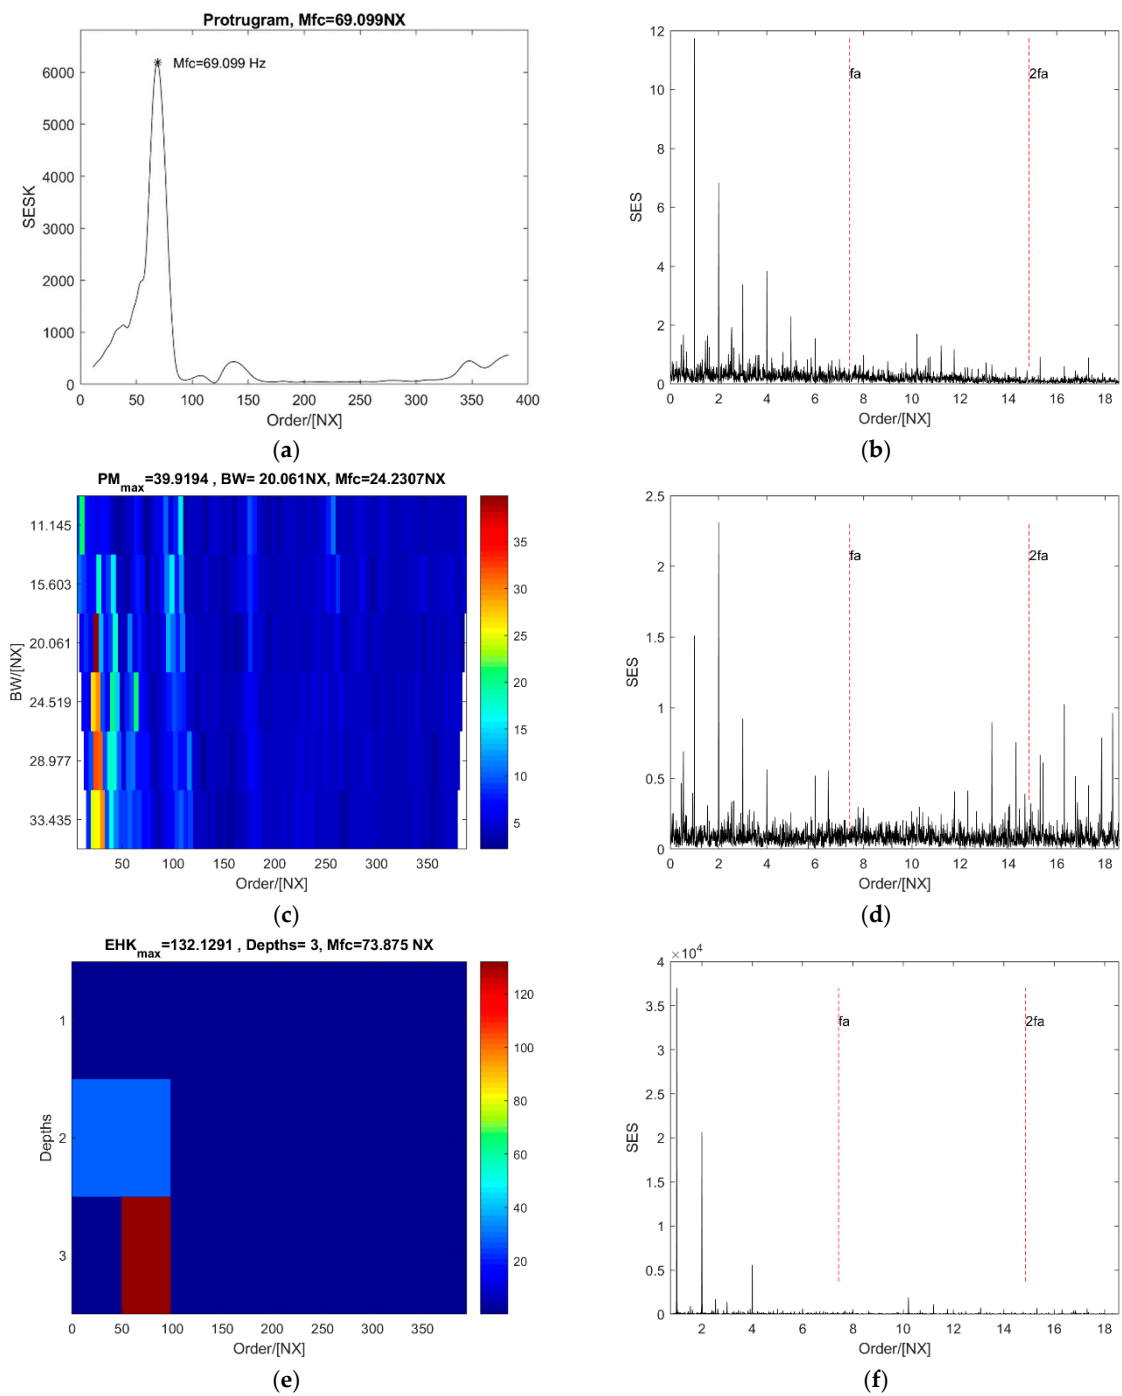 Protrugram, Mfc=69.099NX
Mfc=69.099 Hz
SESK
6000
5000
4000
3000
2000
1000
0
0 50 100 150 200 250 300 350 400
Order/[NX]
(a)
12
10
8
6
4
2
0
SES
fa
2fa
0 2 4 6 8 10 12 14 16 18
Order/[NX]
(b)
PMmax=39.9194 , BW= 20.061NX, Mfc=24.2307NX
BW/[NX]
11.145
15.603
20.061
24.519
28.977
33.435
50 100 150 200 250 300 350
Order/[NX]
35
30
25
20
15
10
5
(c)
2.5
2
1.5
1
0.5
0
SES
fa
2fa
0 2 4 6 8 10 12 14 16 18
Order/[NX]
(d)
EHKmax=132.1291 , Depths= 3, Mfc=73.875 NX
Depths
1
2
3
0 50 100 150 200 250 300 350
Order/[NX]
120
100
80
60
40
20
0
(e)
×10⁴
4
3.5
3
2.5
2
1.5
1
0.5
0
SES
fa
2fa
2 4 6 8 10 12 14 16 18
Order/[NX]
(f)